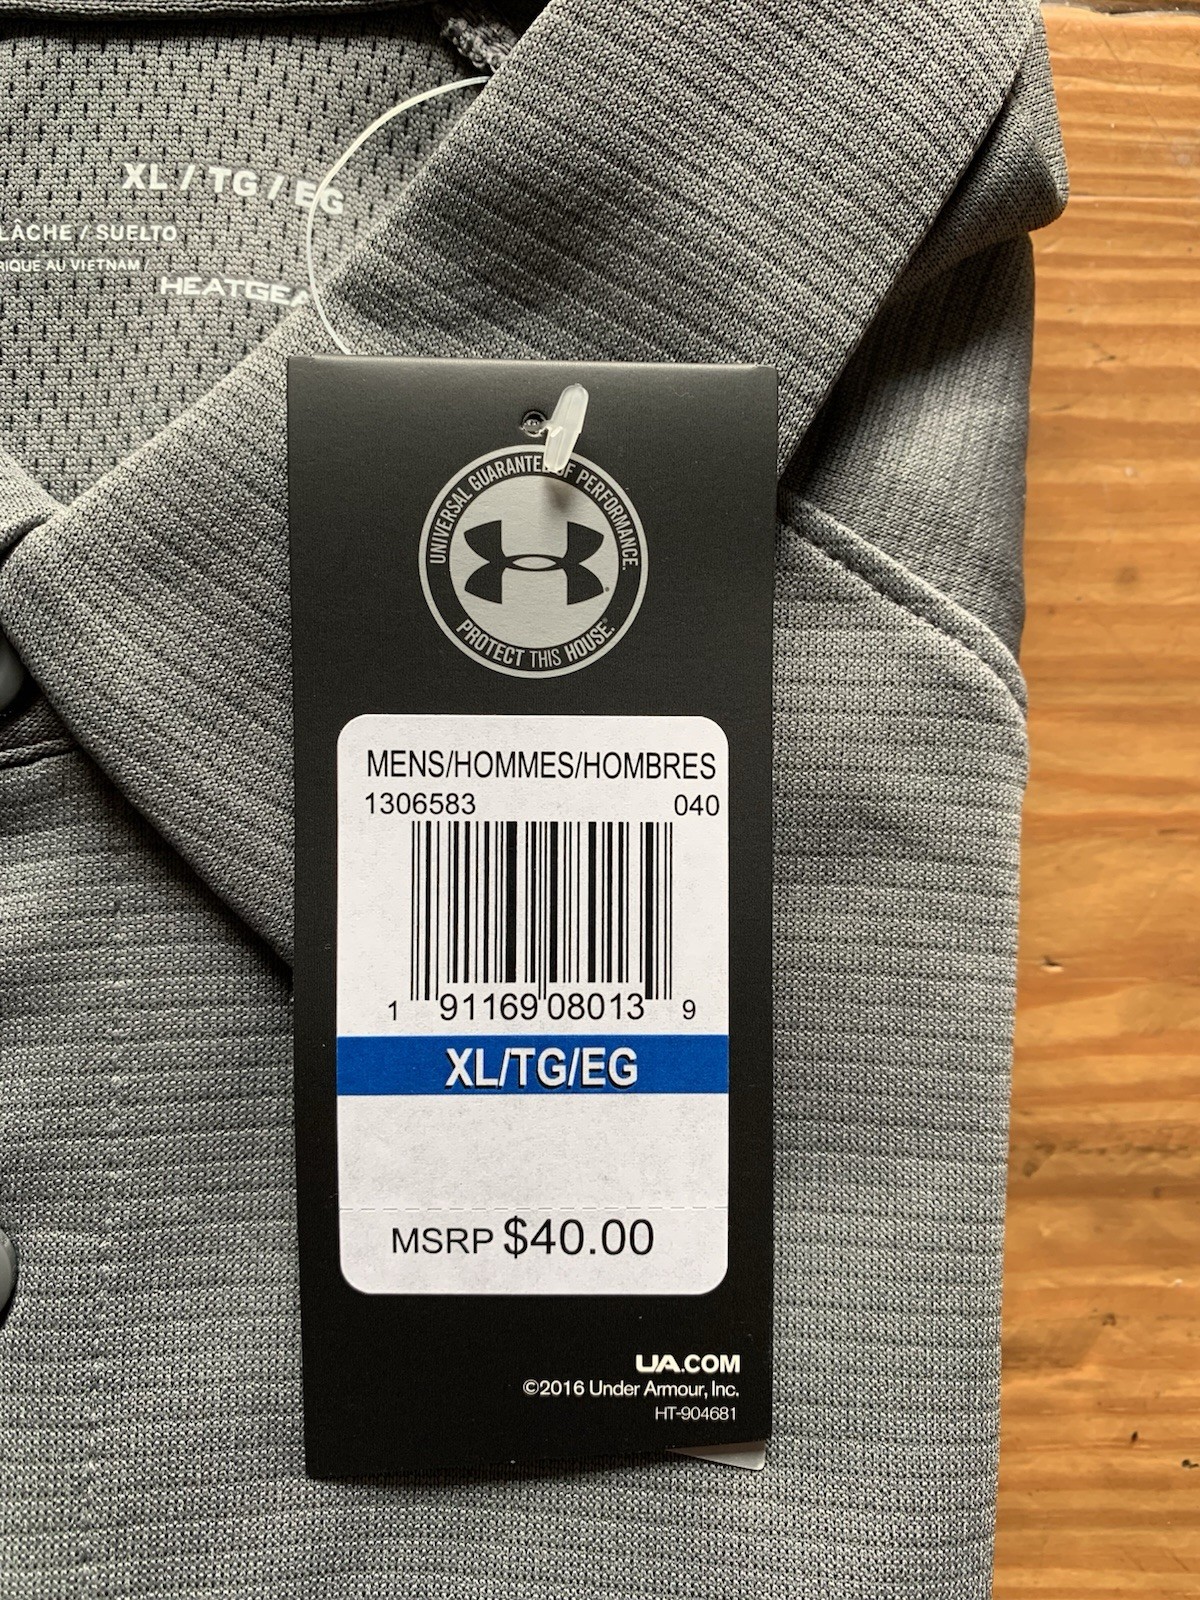 XL / TG / EG
LÂCHE / SUELTO
RIQUE AU VIETNAM
HEATGEA
UNIVERSAL GUARANTEE OF PERFORMANCE.
PROTECT THIS HOUSE.
MENS/HOMMES/HOMBRES
1306583 040
1 91169 08013 9
XL/TG/EG
MSRP $40.00
UA.COM
©2016 Under Armour, Inc.
HT-904681